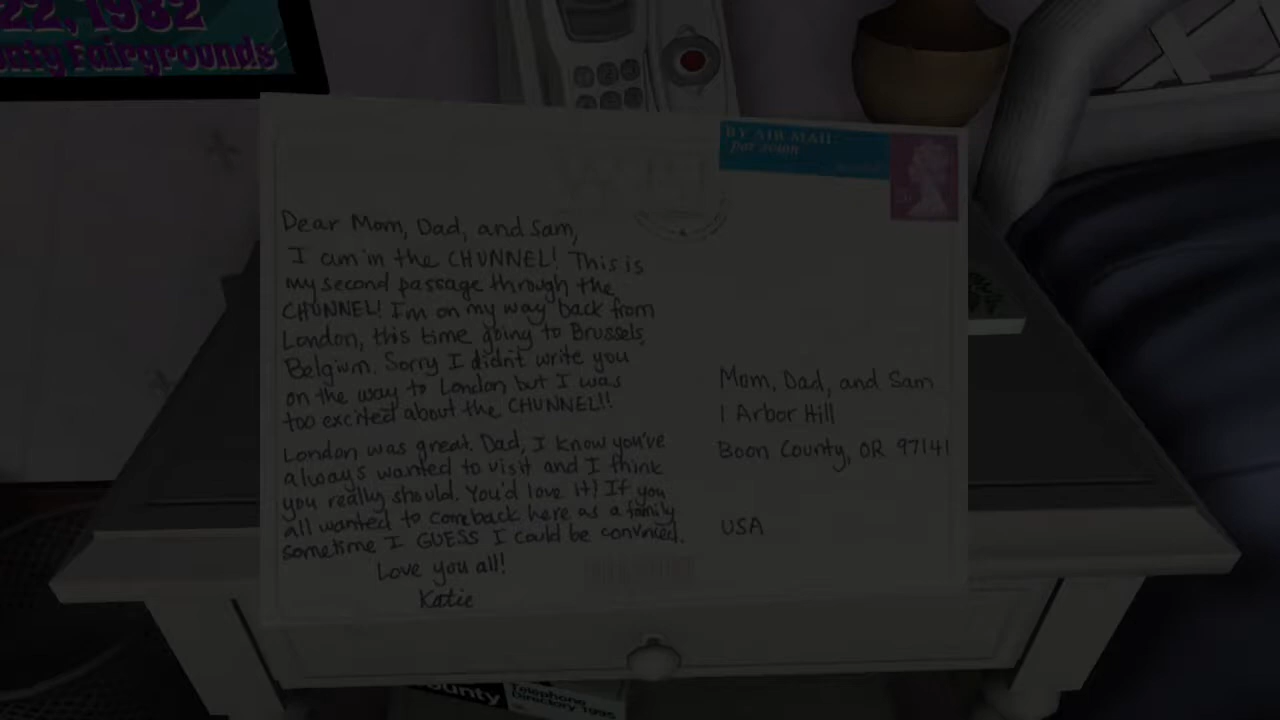 22, 1982
nty Fairgrounds
BY AIR MAIL
par avion
Dear Mom, Dad, and Sam,
I am in the CHUNNEL! This is
my second passage through the
CHUNNEL! I'm on my way back from
London, this time going to Brussels,
Belgium. Sorry I didn't write you
on the way to London but I was
too excited about the CHUNNEL!!
London was great. Dad, I know you've
always wanted to visit and I think
you really should. You'd love it! If you
all wanted to come back here as a family
sometime I GUESS I could be convinced.
Love you all!
Katie
Mom, Dad, and Sam
1 Arbor Hill
Boon County, OR 97141
USA
ounty
Telephone
Directory 1995